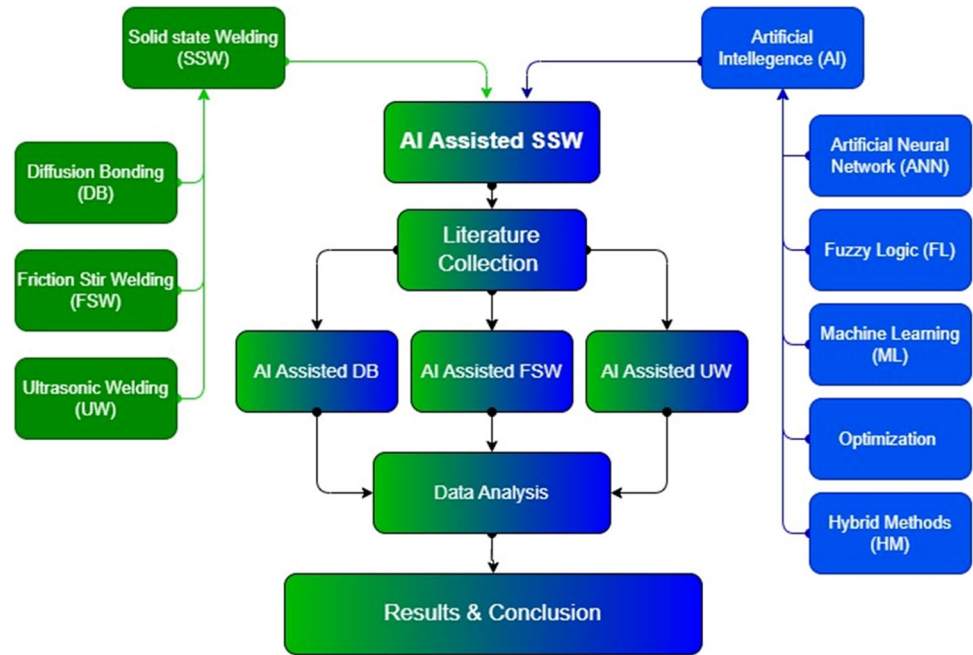 Solid state Welding
(SSW)
Artificial
Intellegence (AI)
AI Assisted SSW
Diffusion Bonding
(DB)
Friction Stir Welding
(FSW)
Ultrasonic Welding
(UW)
Literature
Collection
AI Assisted DB
AI Assisted FSW
AI Assisted UW
Data Analysis
Results & Conclusion
Artificial Neural
Network (ANN)
Fuzzy Logic (FL)
Machine Learning
(ML)
Optimization
Hybrid Methods
(HM)